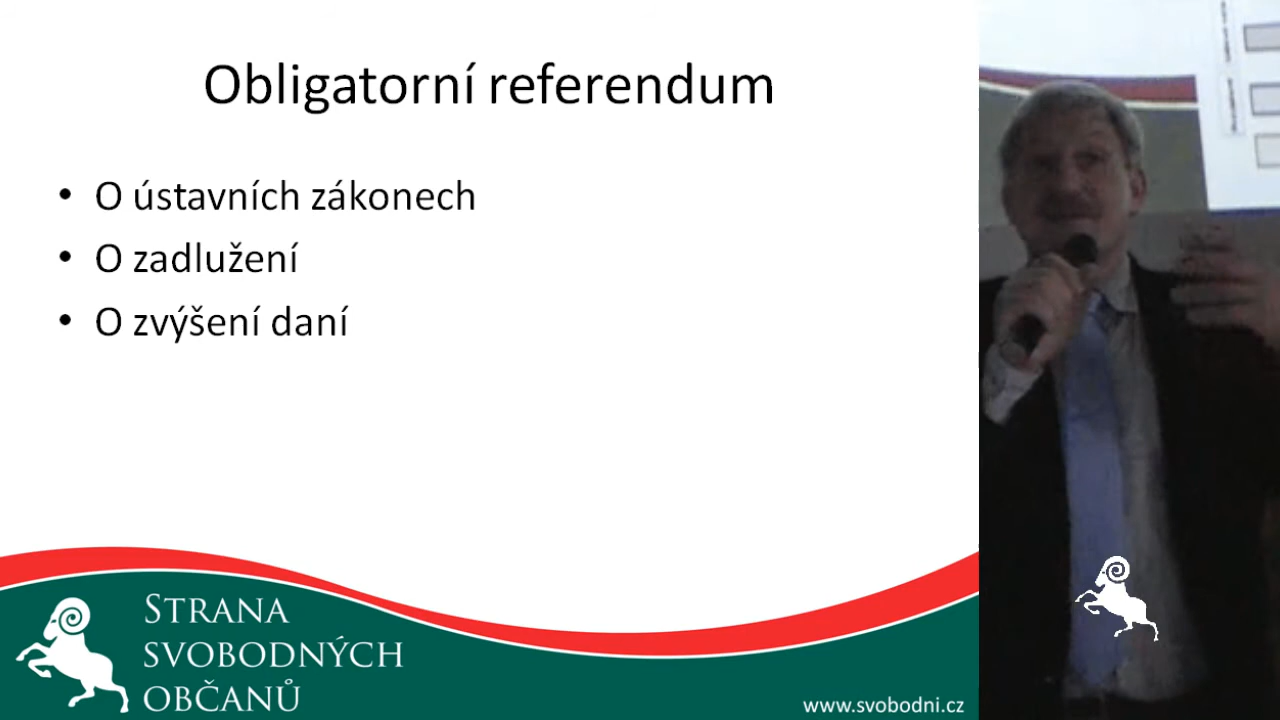 Obligatorní referendum
• O ústavních zákonech
• O zadlužení
• O zvýšení daní
STRANA
SVOBODNÝCH
OBČANŮ
www.svobodni.cz